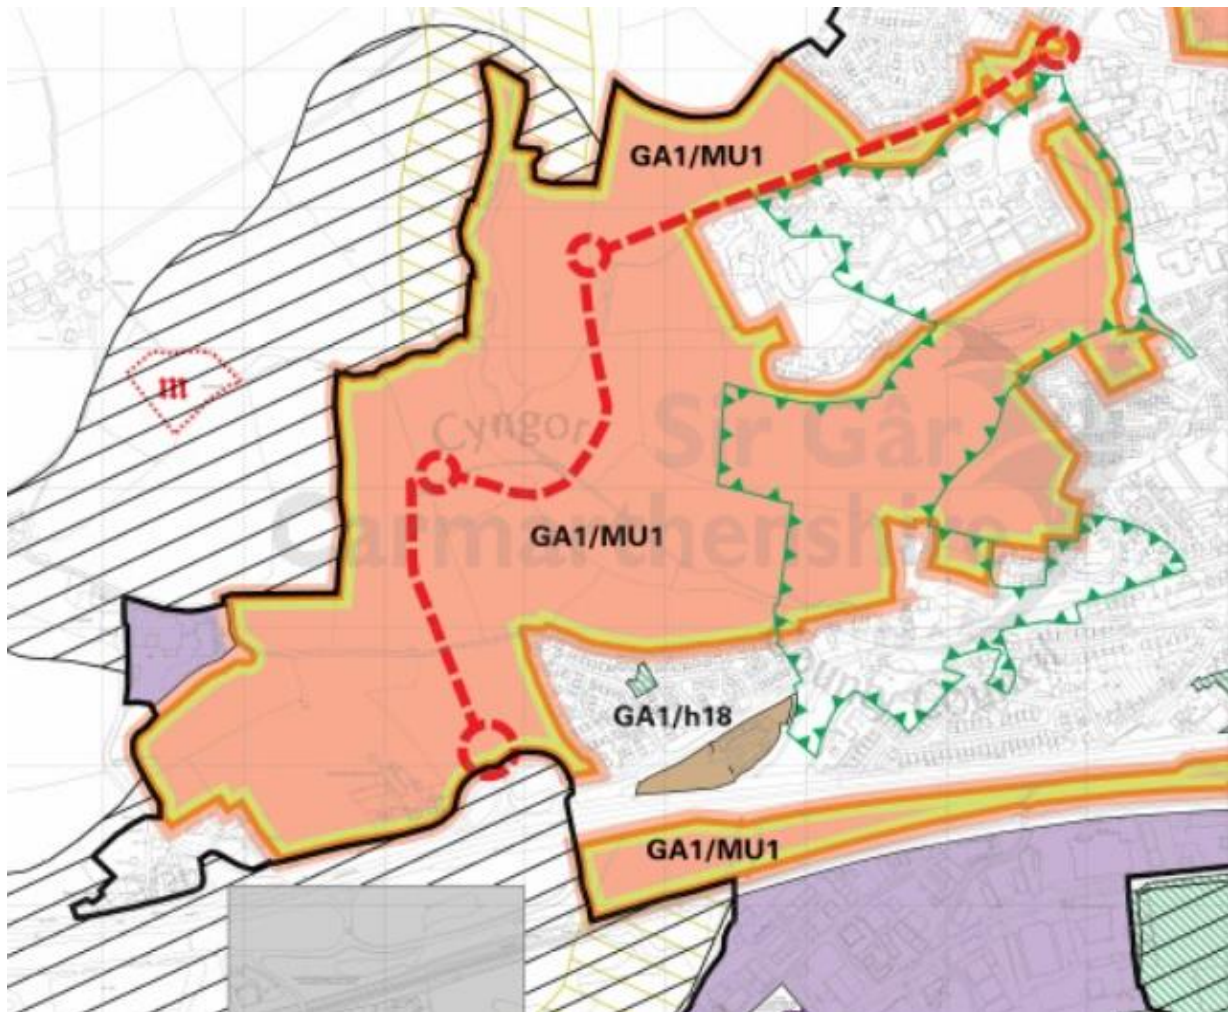 GA1/MU1
m
Cyngor Sir Gâr
Carmarthenshire
GA1/MU1
GA1/h18
GA1/MU1